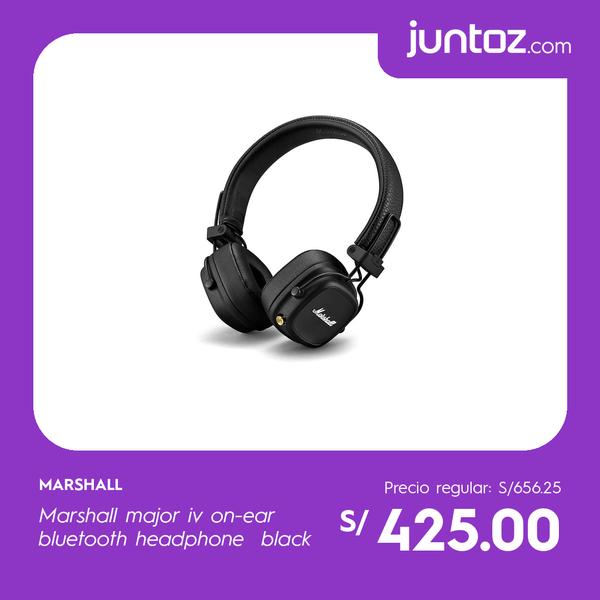 juntoz.com
Marshall
MARSHALL
Marshall major iv on-ear
bluetooth headphone black
Precio regular: S/656.25
S/ 425.00